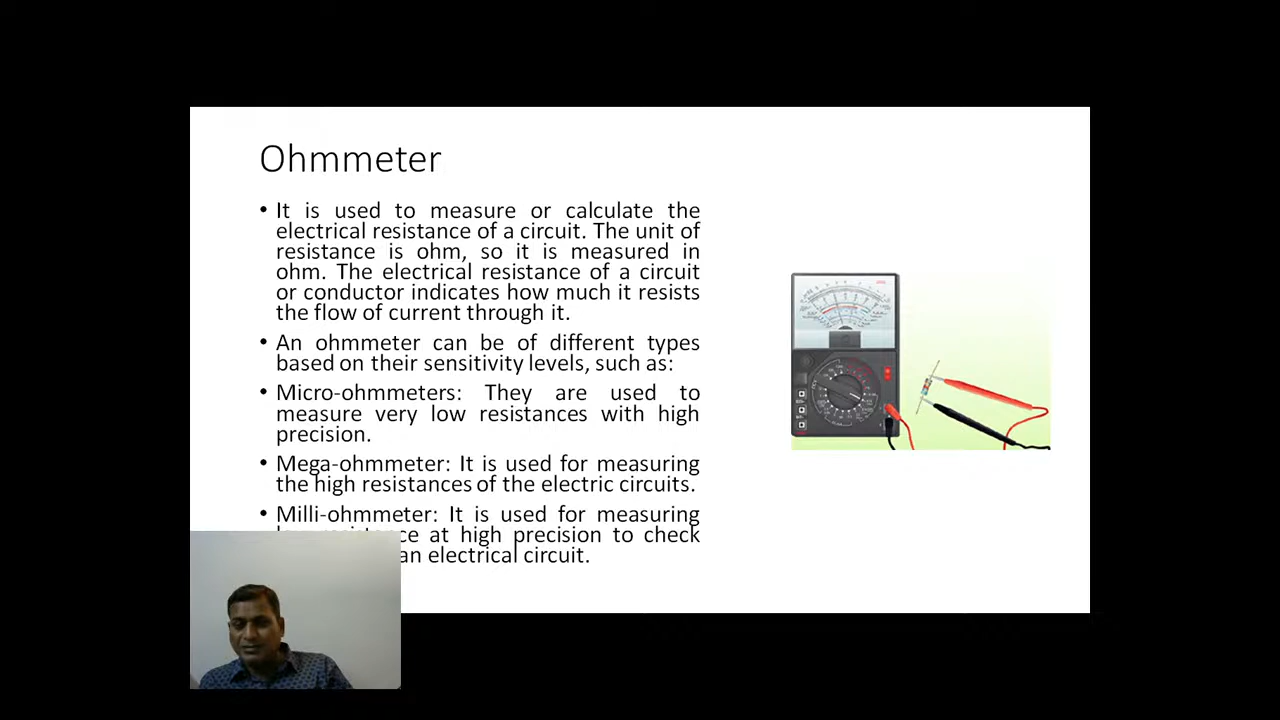 Ohmmeter
• It is used to measure or calculate the
electrical resistance of a circuit. The unit of
resistance is ohm, so it is measured in
ohm. The electrical resistance of a circuit
or conductor indicates how much it resists
the flow of current through it.
• An ohmmeter can be of different types
based on their sensitivity levels, such as:
• Micro-ohmmeters: They are used to
measure very low resistances with high
precision.
• Mega-ohmmeter: It is used for measuring
the high resistances of the electric circuits.
• Milli-ohmmeter: It is used for measuring
at high precision to check
an electrical circuit.